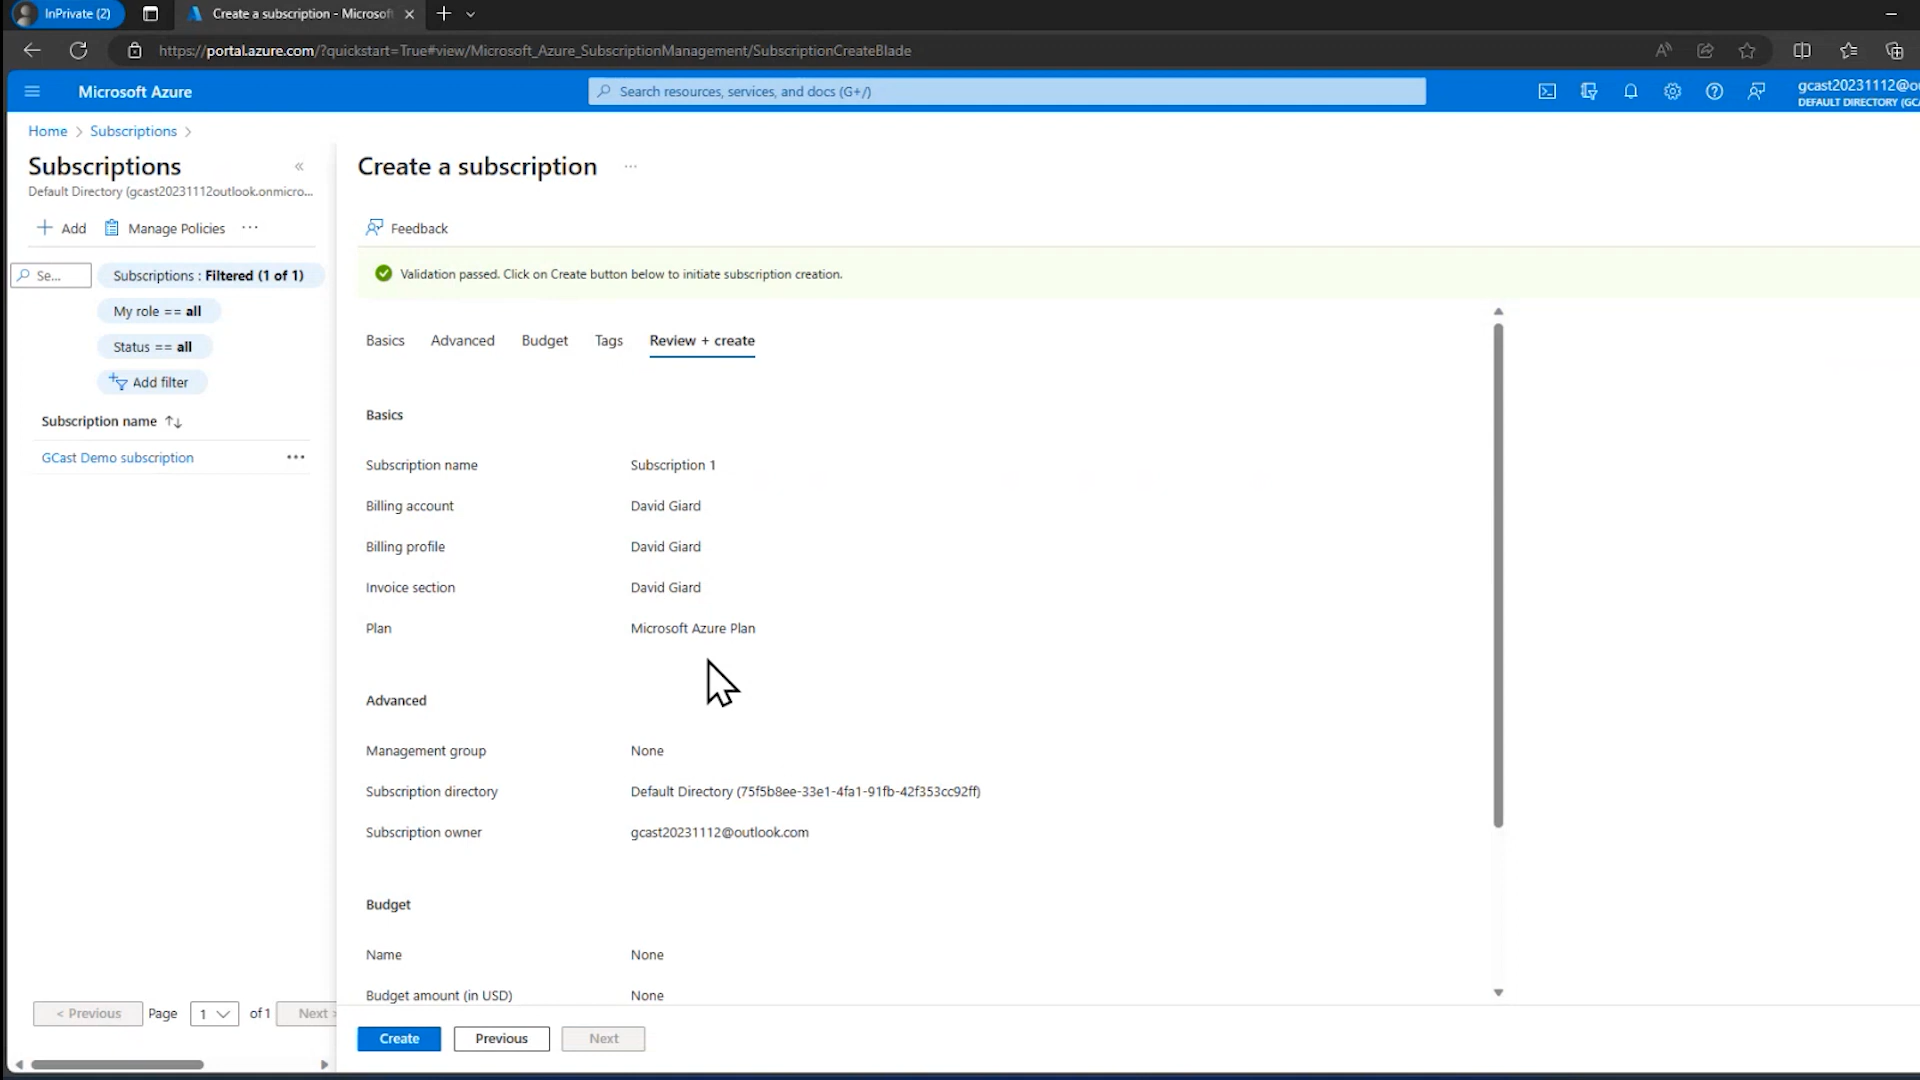 InPrivate (2)
Create a subscription - Microsoft
https://portal.azure.com/?quickstart=True#view/Microsoft_Azure_SubscriptionManagement/SubscriptionCreateBlade
Microsoft Azure
Search resources, services, and docs (G+/)
gcast20231112@ou
DEFAULT DIRECTORY (GCA
Home > Subscriptions >
Subscriptions «
Default Directory (gcast20231112outlook.onmicro...
+ Add Manage Policies ...
Se...
Subscriptions : Filtered (1 of 1)
My role == all
Status == all
Add filter
Subscription name ↑↓
GCast Demo subscription ...
< Previous Page 1 of 1 Next >
Create a subscription ...
Feedback
Validation passed. Click on Create button below to initiate subscription creation.
Basics Advanced Budget Tags Review + create
Basics
Subscription name Subscription 1
Billing account David Giard
Billing profile David Giard
Invoice section David Giard
Plan Microsoft Azure Plan
Advanced
Management group None
Subscription directory Default Directory (75f5b8ee-33e1-4fa1-91fb-42f353cc92ff)
Subscription owner gcast20231112@outlook.com
Budget
Name None
Budget amount (in USD) None
Create Previous Next